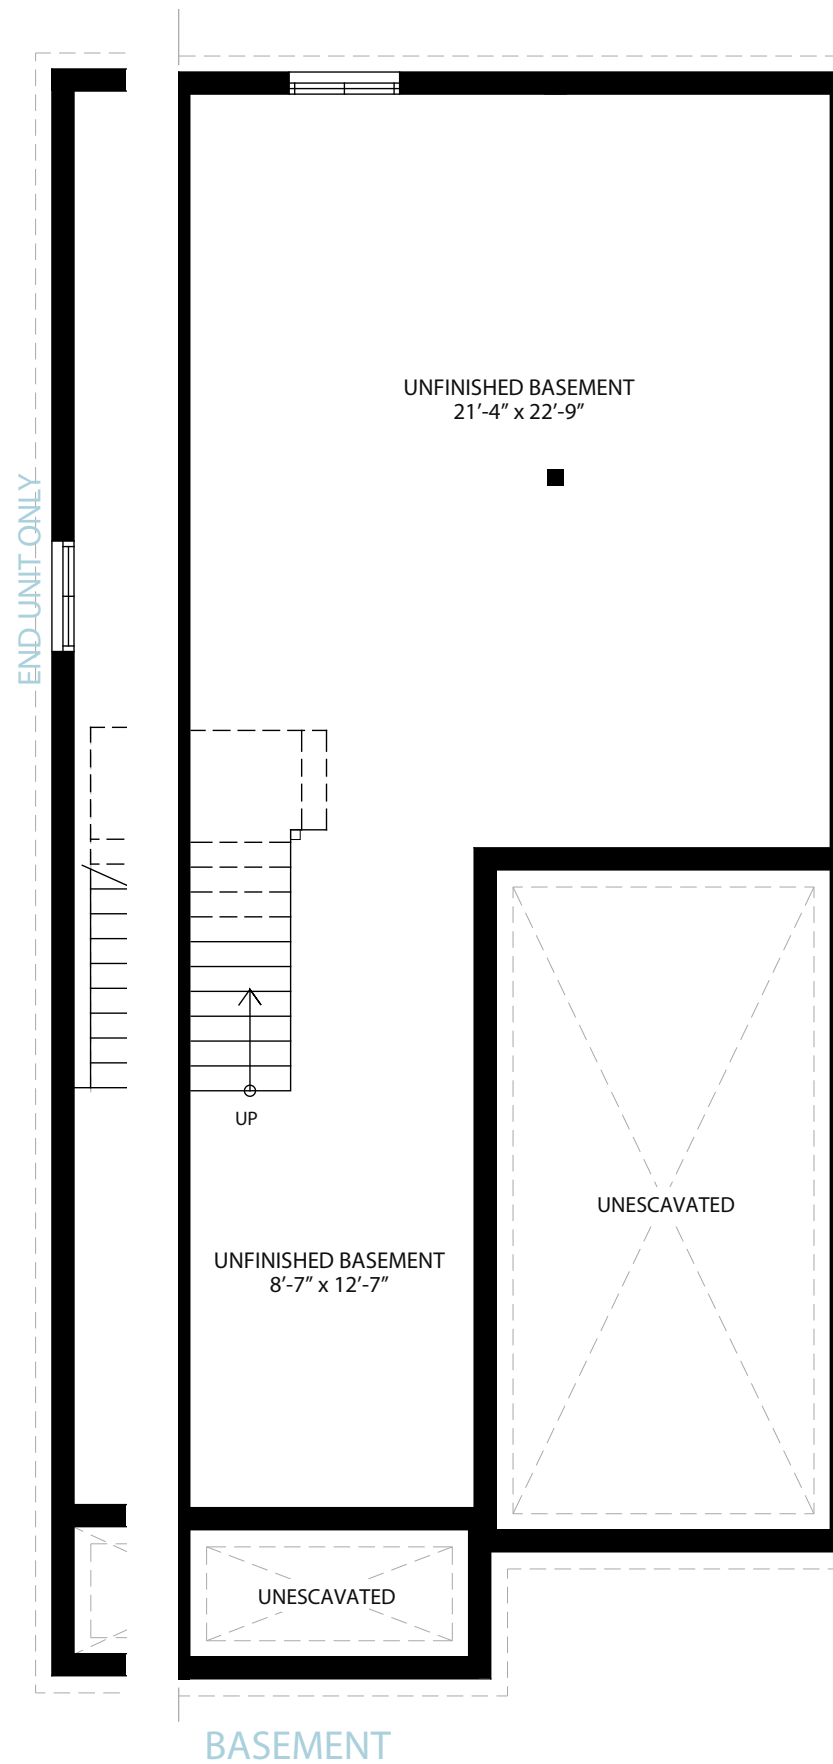 UNFINISHED BASEMENT
21’-4” x 22’-9”
END UNIT ONLY
UP
UNESCAVATED
UNFINISHED BASEMENT
8’-7” x 12’-7”
UNESCAVATED
BASEMENT